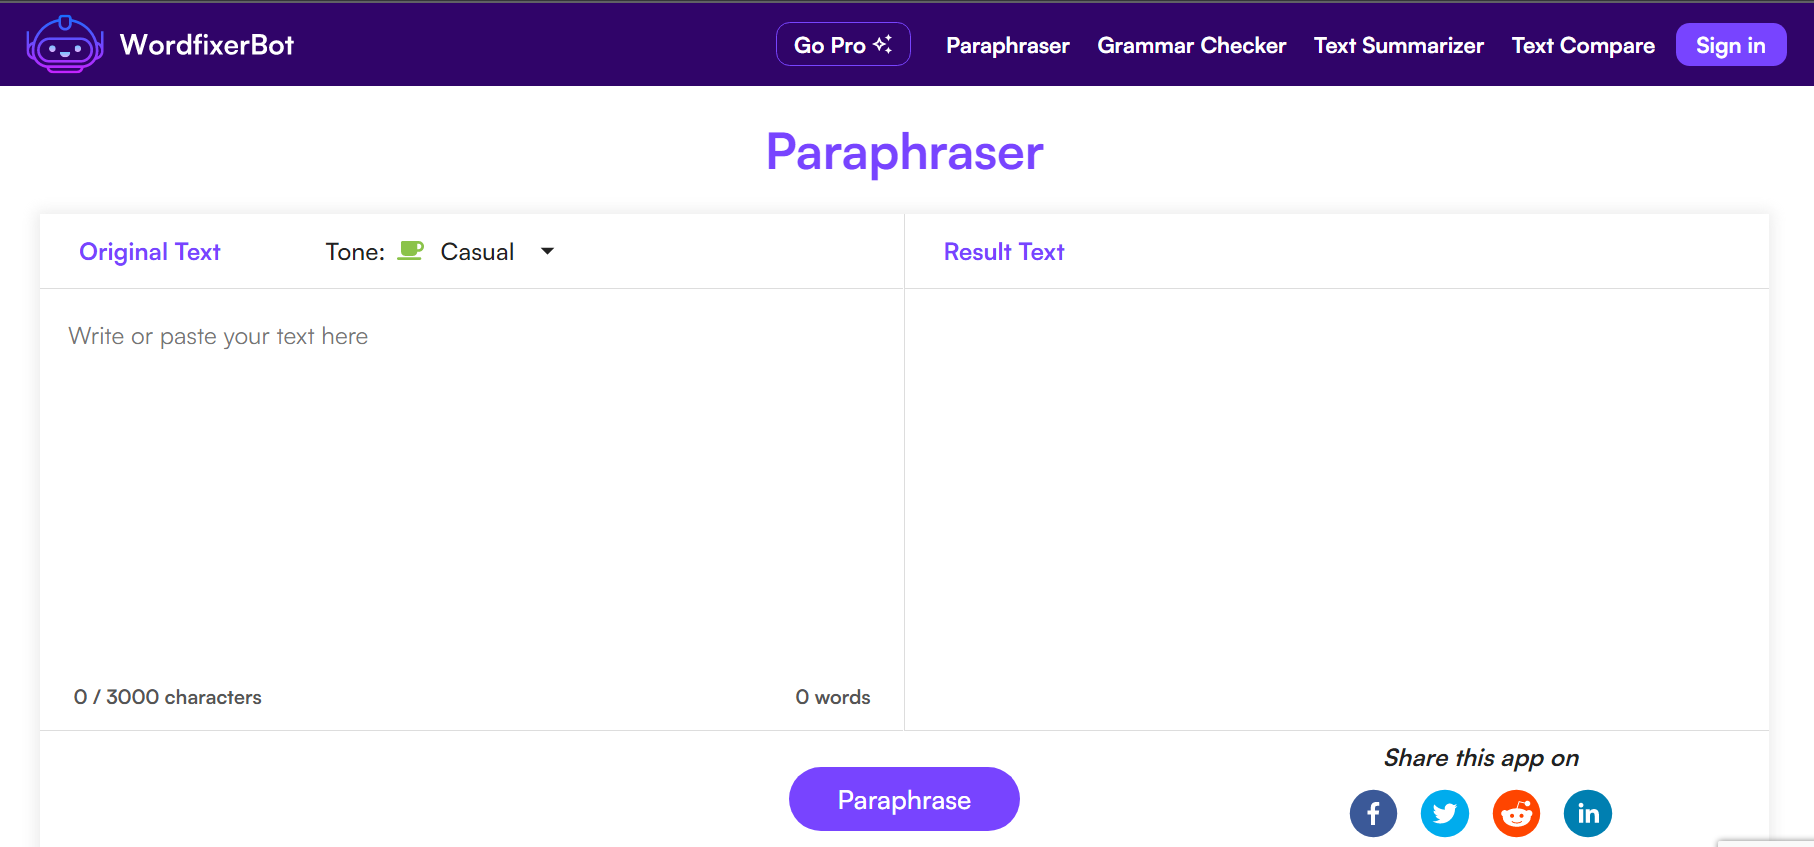 WordfixerBot
Go Pro
Paraphraser
Grammar Checker
Text Summarizer
Text Compare
Sign in
Paraphraser
Original Text
Tone: Casual
Result Text
Write or paste your text here
0 / 3000 characters
0 words
Paraphrase
Share this app on
f
in